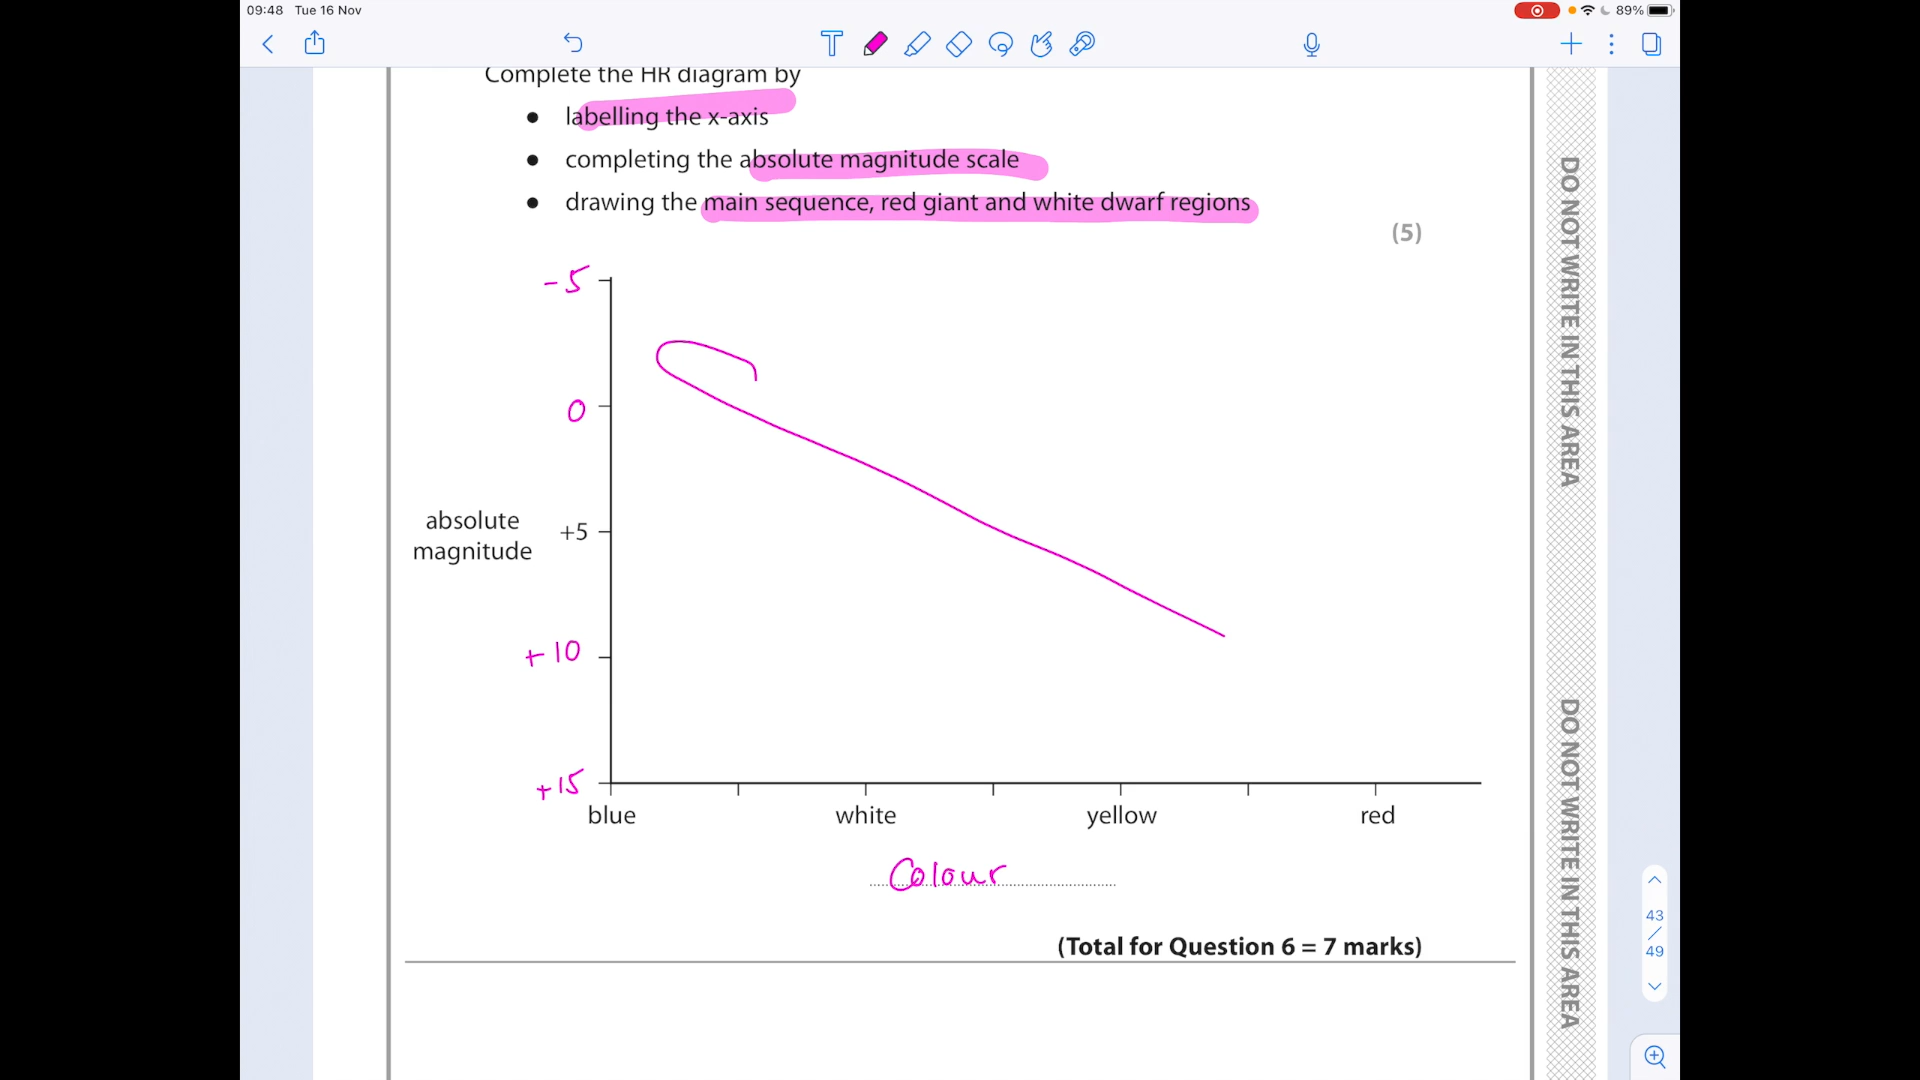 09:48 Tue 16 Nov
89%
T
Complete the HR diagram by
● labelling the x-axis
● completing the absolute magnitude scale
● drawing the main sequence, red giant and white dwarf regions
(5)
-5
0
absolute
magnitude
+5
+10
+15
blue white yellow red
Colour
(Total for Question 6 = 7 marks)
DO NOT WRITE IN THIS AREA
DO NOT WRITE IN THIS AREA
43
/
49